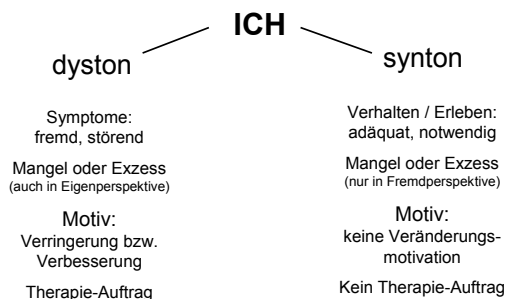 ICH
dyston
Symptome:
fremd, störend
Mangel oder Exzess
(auch in Eigenperspektive)
Motiv:
Verringerung bzw.
Verbesserung
Therapie-Auftrag
synton
Verhalten / Erleben:
adäquat, notwendig
Mangel oder Exzess
(nur in Fremdperspektive)
Motiv:
keine Veränderungs-
motivation
Kein Therapie-Auftrag